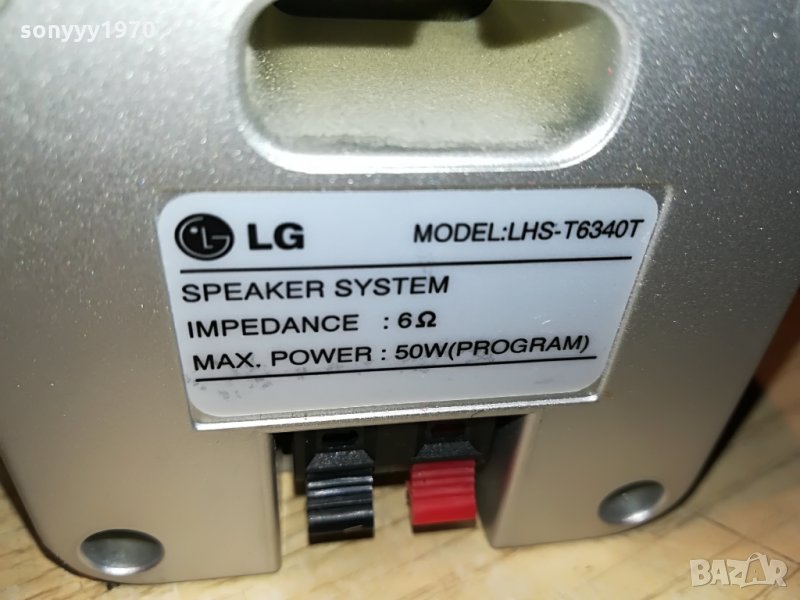 sonyyy1970
LG MODEL:LHS-T6340T
SPEAKER SYSTEM
IMPEDANCE : 6Ω
MAX. POWER : 50W(PROGRAM)
BAZAR